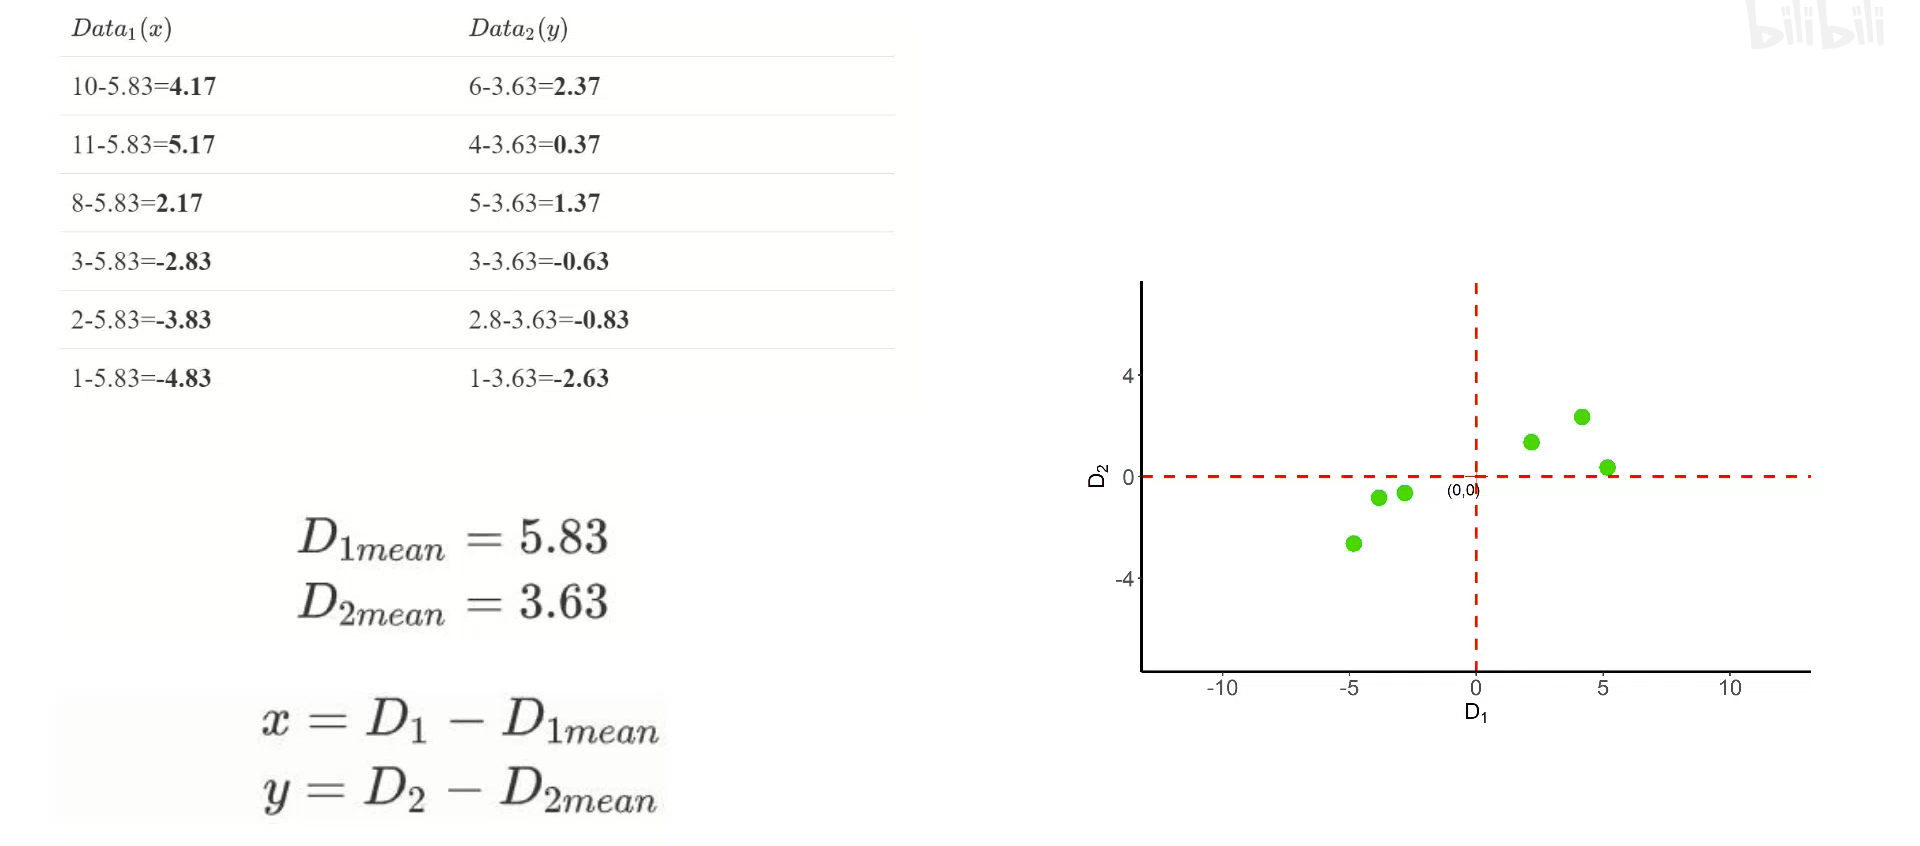 Data₁(x) Data₂(y)
10-5.83=4.17 6-3.63=2.37
11-5.83=5.17 4-3.63=0.37
8-5.83=2.17 5-3.63=1.37
3-5.83=-2.83 3-3.63=-0.63
2-5.83=-3.83 2.8-3.63=-0.83
1-5.83=-4.83 1-3.63=-2.63
D₁mean = 5.83
D₂mean = 3.63
x = D₁ − D₁mean
y = D₂ − D₂mean
bilibili
4
0
-4
D₂
(0,0)
-10 -5 0 5 10
D₁